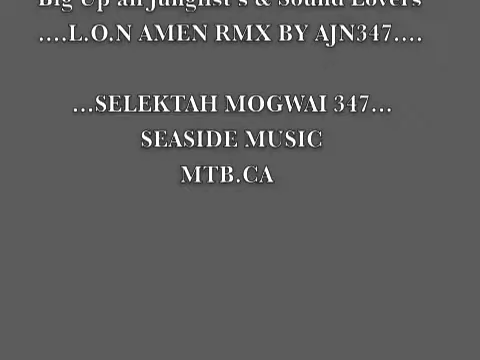 Big Up all Junglist's & Sound Lovers
....L.O.N AMEN RMX BY AJN347....
...SELEKTAH MOGWAI 347...
SEASIDE MUSIC
MTB.CA